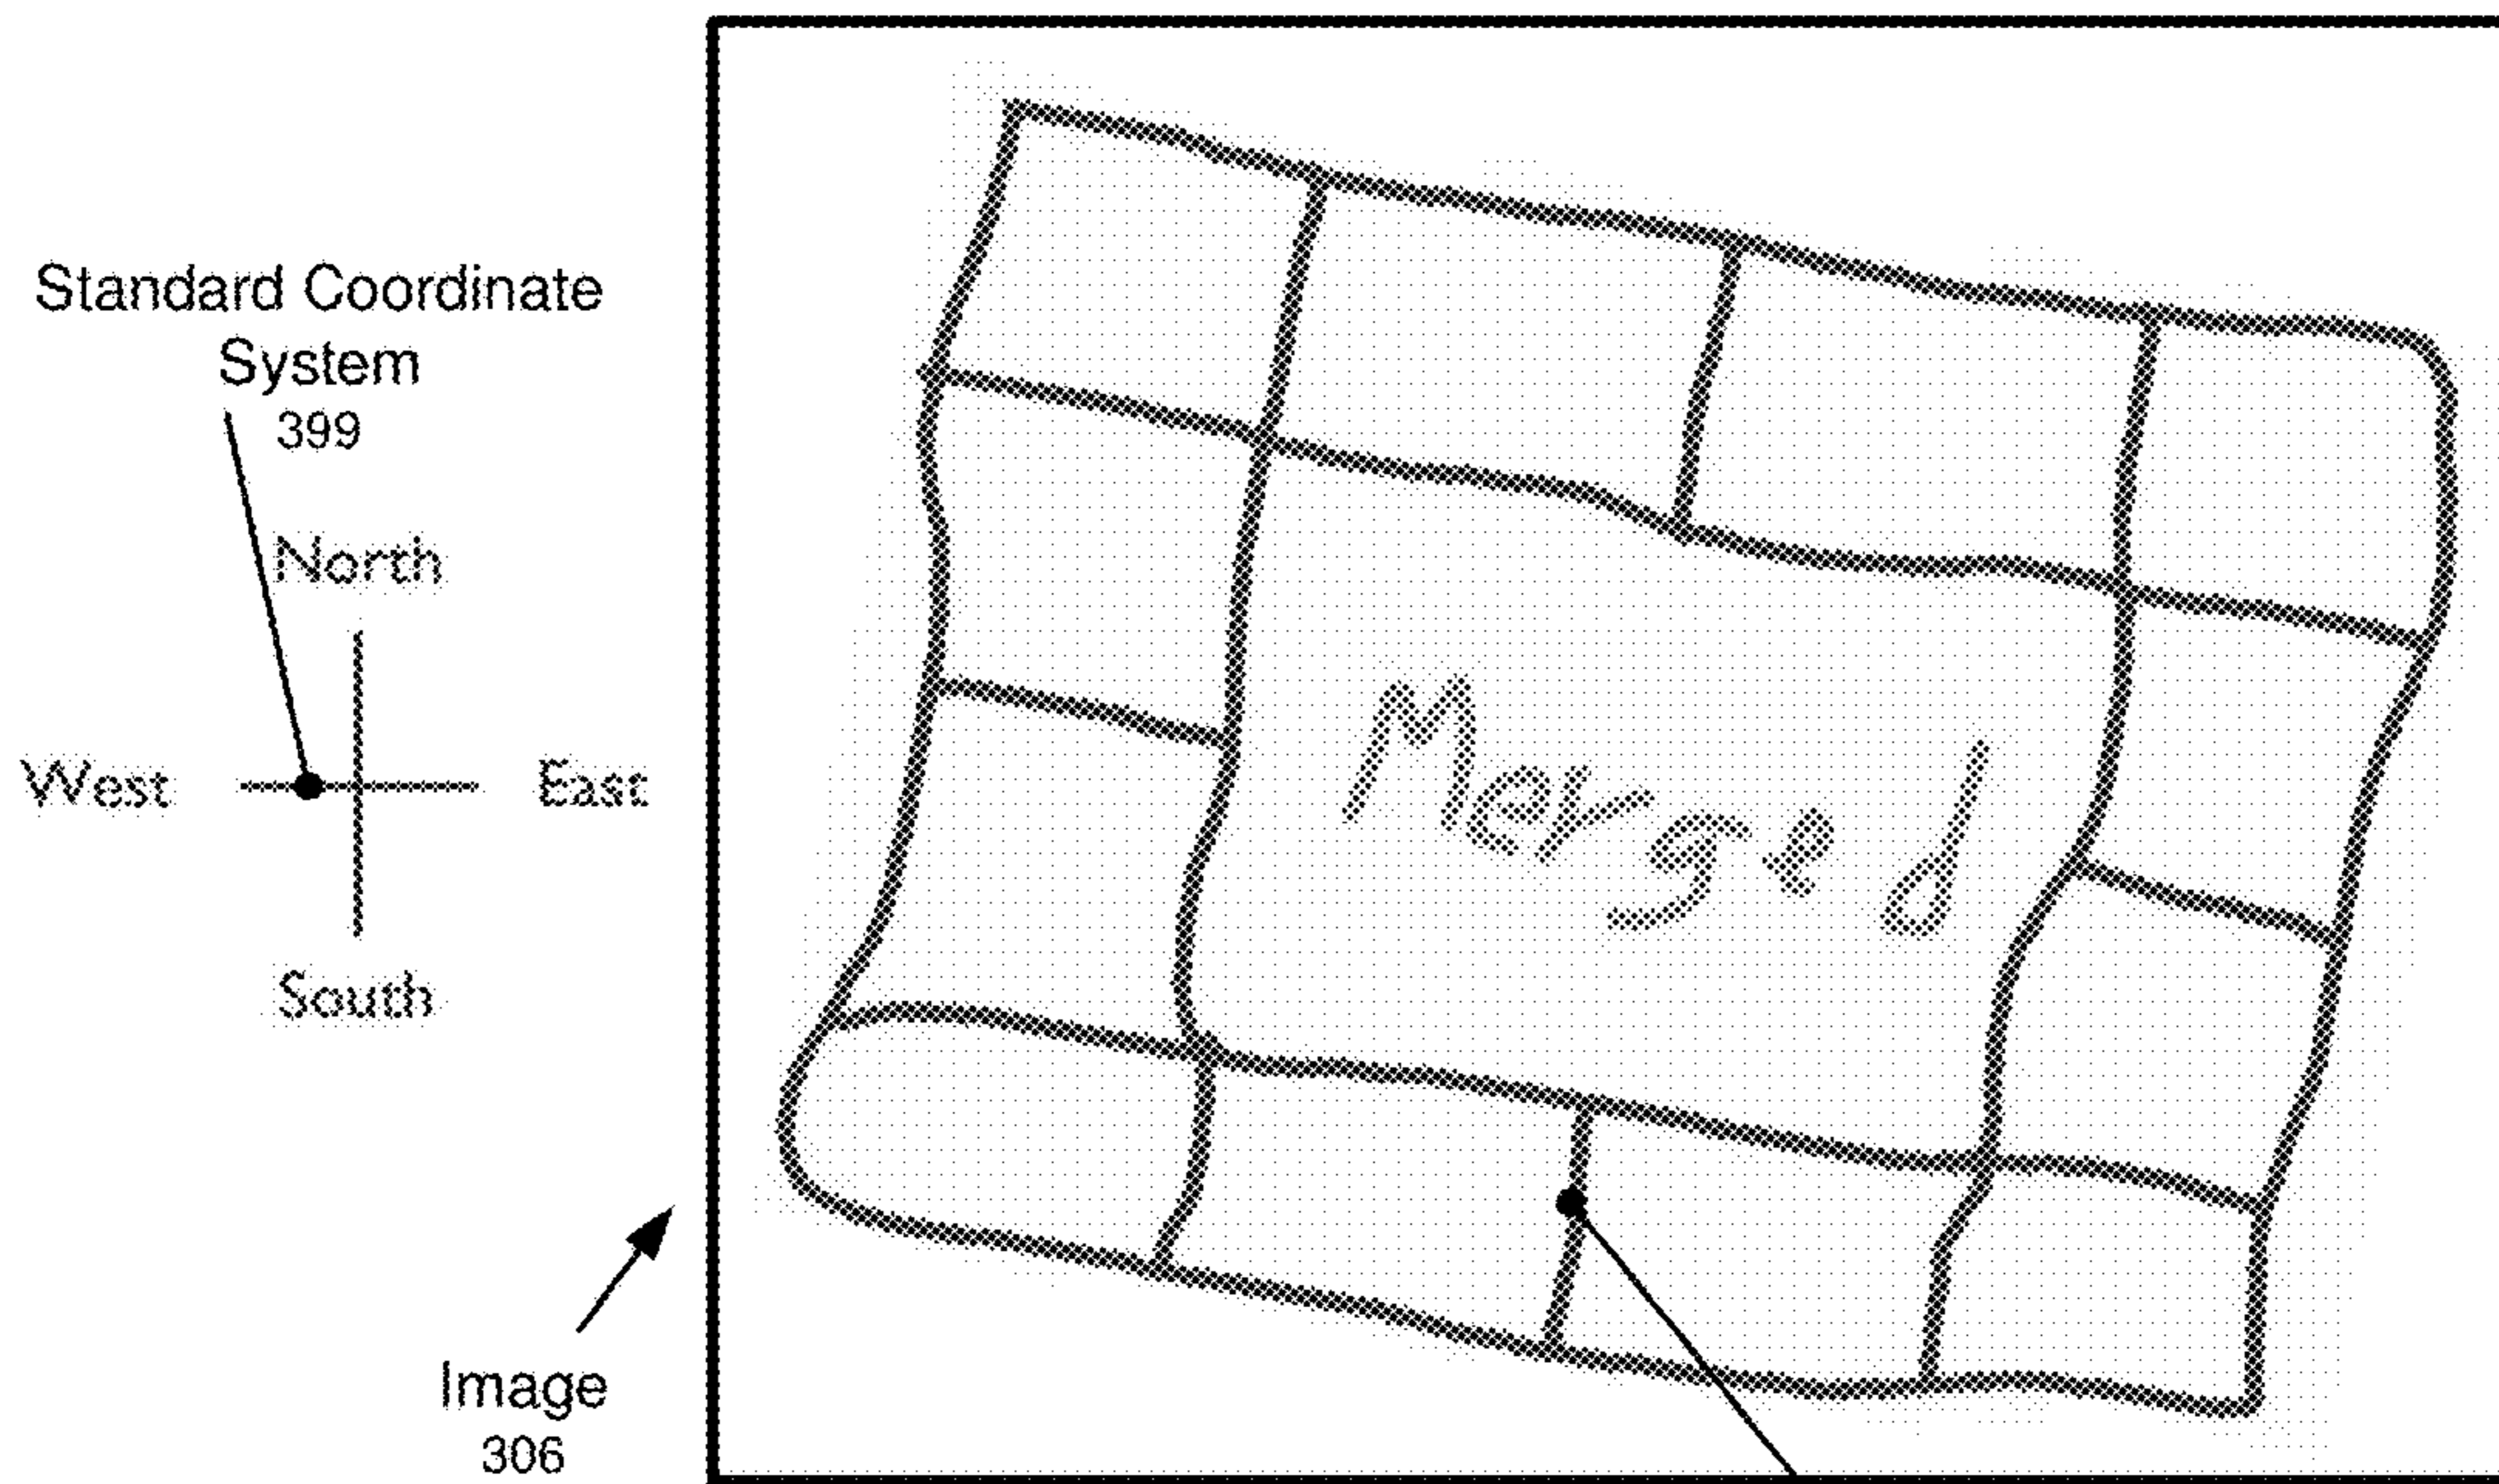 Standard Coordinate
System
399
North
West
East
South
Merged
Image
306